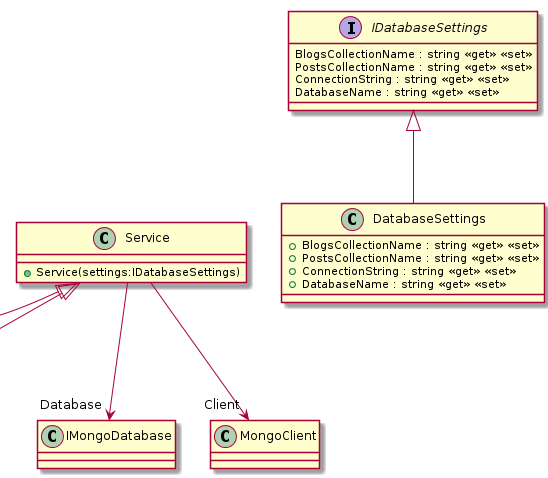 I IDatabaseSettings
BlogsCollectionName : string «get» «set»
PostsCollectionName : string «get» «set»
ConnectionString : string «get» «set»
DatabaseName : string «get» «set»
C Service
Service(settings:IDatabaseSettings)
C DatabaseSettings
BlogsCollectionName : string «get» «set»
PostsCollectionName : string «get» «set»
ConnectionString : string «get» «set»
DatabaseName : string «get» «set»
Database
Client
C IMongoDatabase
C MongoClient